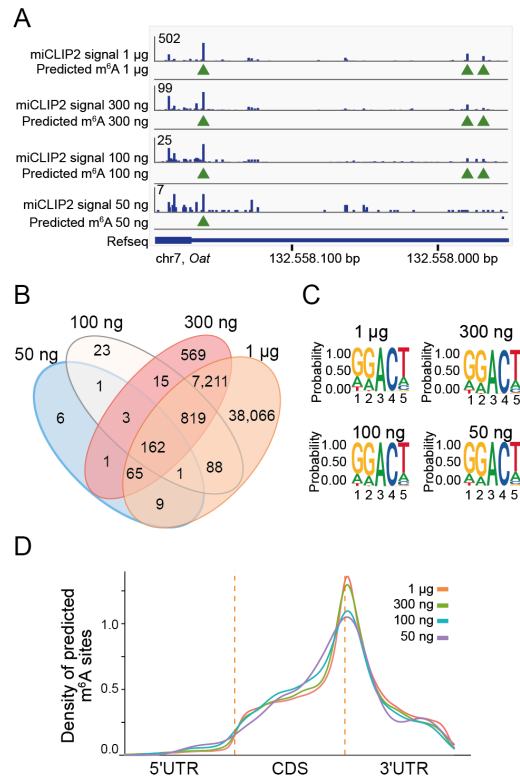 A
502
miCLIP2 signal 1 µg
Predicted m⁶A 1 µg
99
miCLIP2 signal 300 ng
Predicted m⁶A 300 ng
25
miCLIP2 signal 100 ng
Predicted m⁶A 100 ng
7
miCLIP2 signal 50 ng
Predicted m⁶A 50 ng
Refseq
chr7, Oat 132.558.100 bp 132.558.000 bp
B
50 ng 100 ng 300 ng 1 µg
23 569
1 15 7,211
6 3 819 38,066
162
1 65 1 88
9
C
1 µg 300 ng
Probability 1.00 0.50 0.00 GGACT 1 2 3 4 5
Probability 1.00 0.50 0.00 GGACT 1 2 3 4 5
100 ng 50 ng
Probability 1.00 0.50 0.00 GGACT 1 2 3 4 5
Probability 1.00 0.50 0.00 GGACT 1 2 3 4 5
D
Density of predicted
m⁶A sites
1.0
0.5
0.0
1 µg
300 ng
100 ng
50 ng
5'UTR CDS 3'UTR